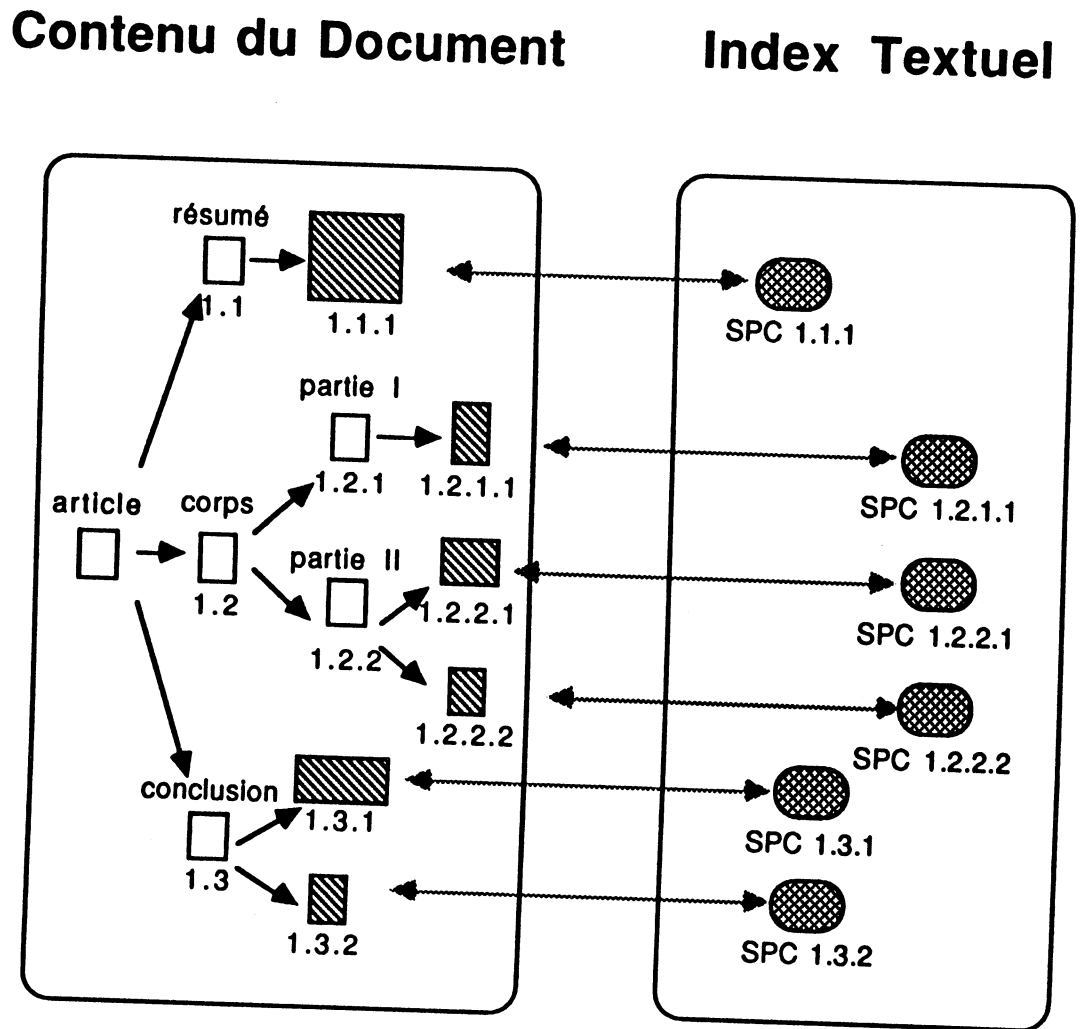 Contenu du Document
Index Textuel
résumé
1.1
1.1.1
SPC 1.1.1
partie I
1.2.1
1.2.1.1
SPC 1.2.1.1
article
corps
1.2
partie II
1.2.2
1.2.2.1
SPC 1.2.2.1
1.2.2.2
SPC 1.2.2.2
conclusion
1.3
1.3.1
SPC 1.3.1
1.3.2
SPC 1.3.2